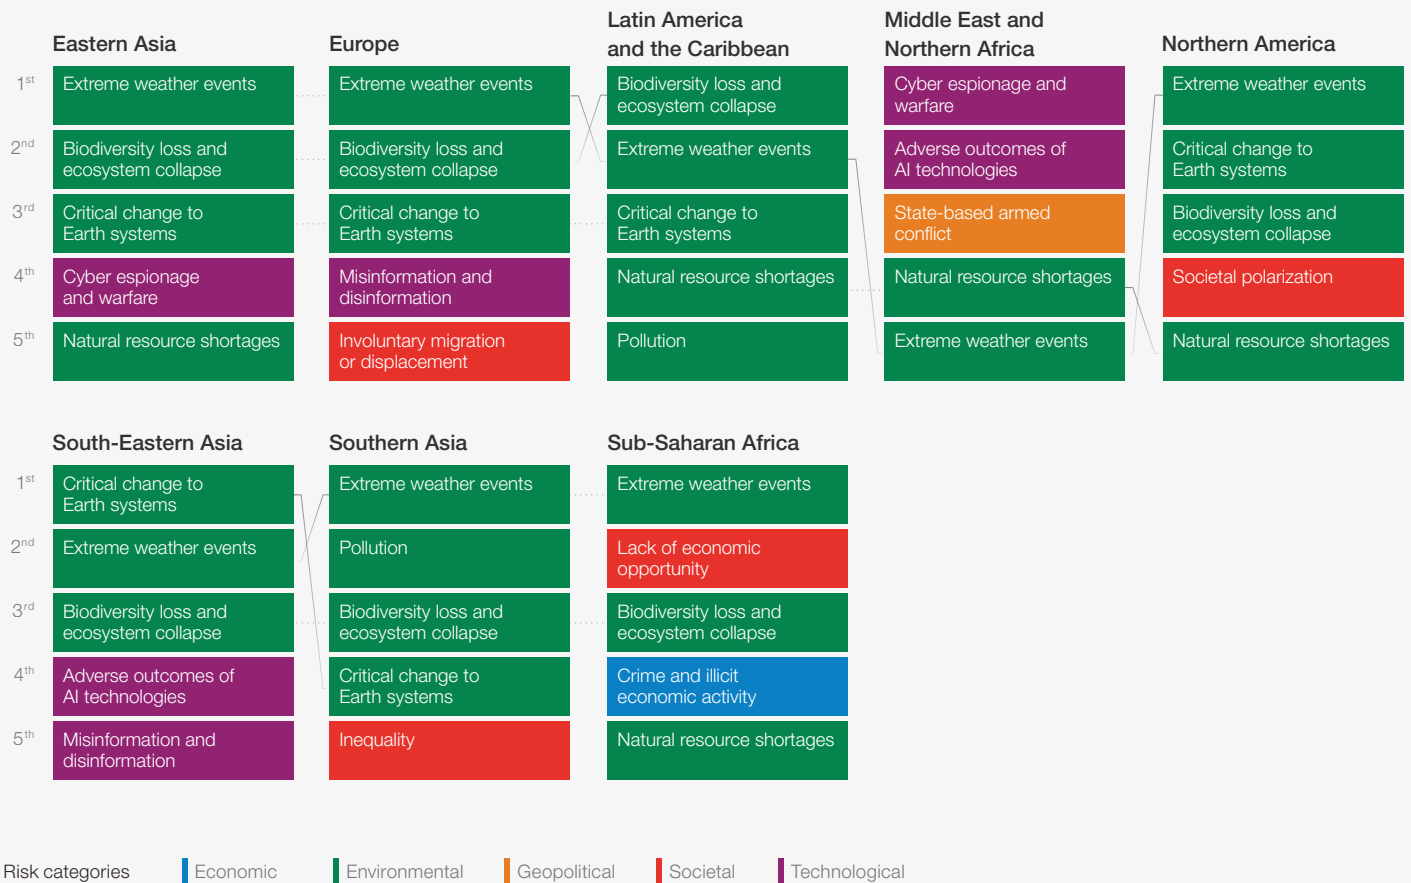 Eastern Asia
Extreme weather events
Biodiversity loss and
ecosystem collapse
Critical change to
Earth systems
Cyber espionage
and warfare
Natural resource shortages
Europe
Extreme weather events
Biodiversity loss and
ecosystem collapse
Critical change to
Earth systems
Misinformation and
disinformation
Involuntary migration
or displacement
Latin America
and the Caribbean
Biodiversity loss and
ecosystem collapse
Extreme weather events
Critical change to
Earth systems
Natural resource shortages
Pollution
Middle East and
Northern Africa
Cyber espionage and
warfare
Adverse outcomes of
AI technologies
State-based armed
conflict
Natural resource shortages
Extreme weather events
Northern America
Extreme weather events
Critical change to
Earth systems
Biodiversity loss and
ecosystem collapse
Societal polarization
Natural resource shortages
1st
2nd
3rd
4th
5th
South-Eastern Asia
Critical change to
Earth systems
Extreme weather events
Biodiversity loss and
ecosystem collapse
Adverse outcomes of
AI technologies
Misinformation and
disinformation
Southern Asia
Extreme weather events
Pollution
Biodiversity loss and
ecosystem collapse
Critical change to
Earth systems
Inequality
Sub-Saharan Africa
Extreme weather events
Lack of economic
opportunity
Biodiversity loss and
ecosystem collapse
Crime and illicit
economic activity
Natural resource shortages
1st
2nd
3rd
4th
5th
Risk categories
Economic
Environmental
Geopolitical
Societal
Technological